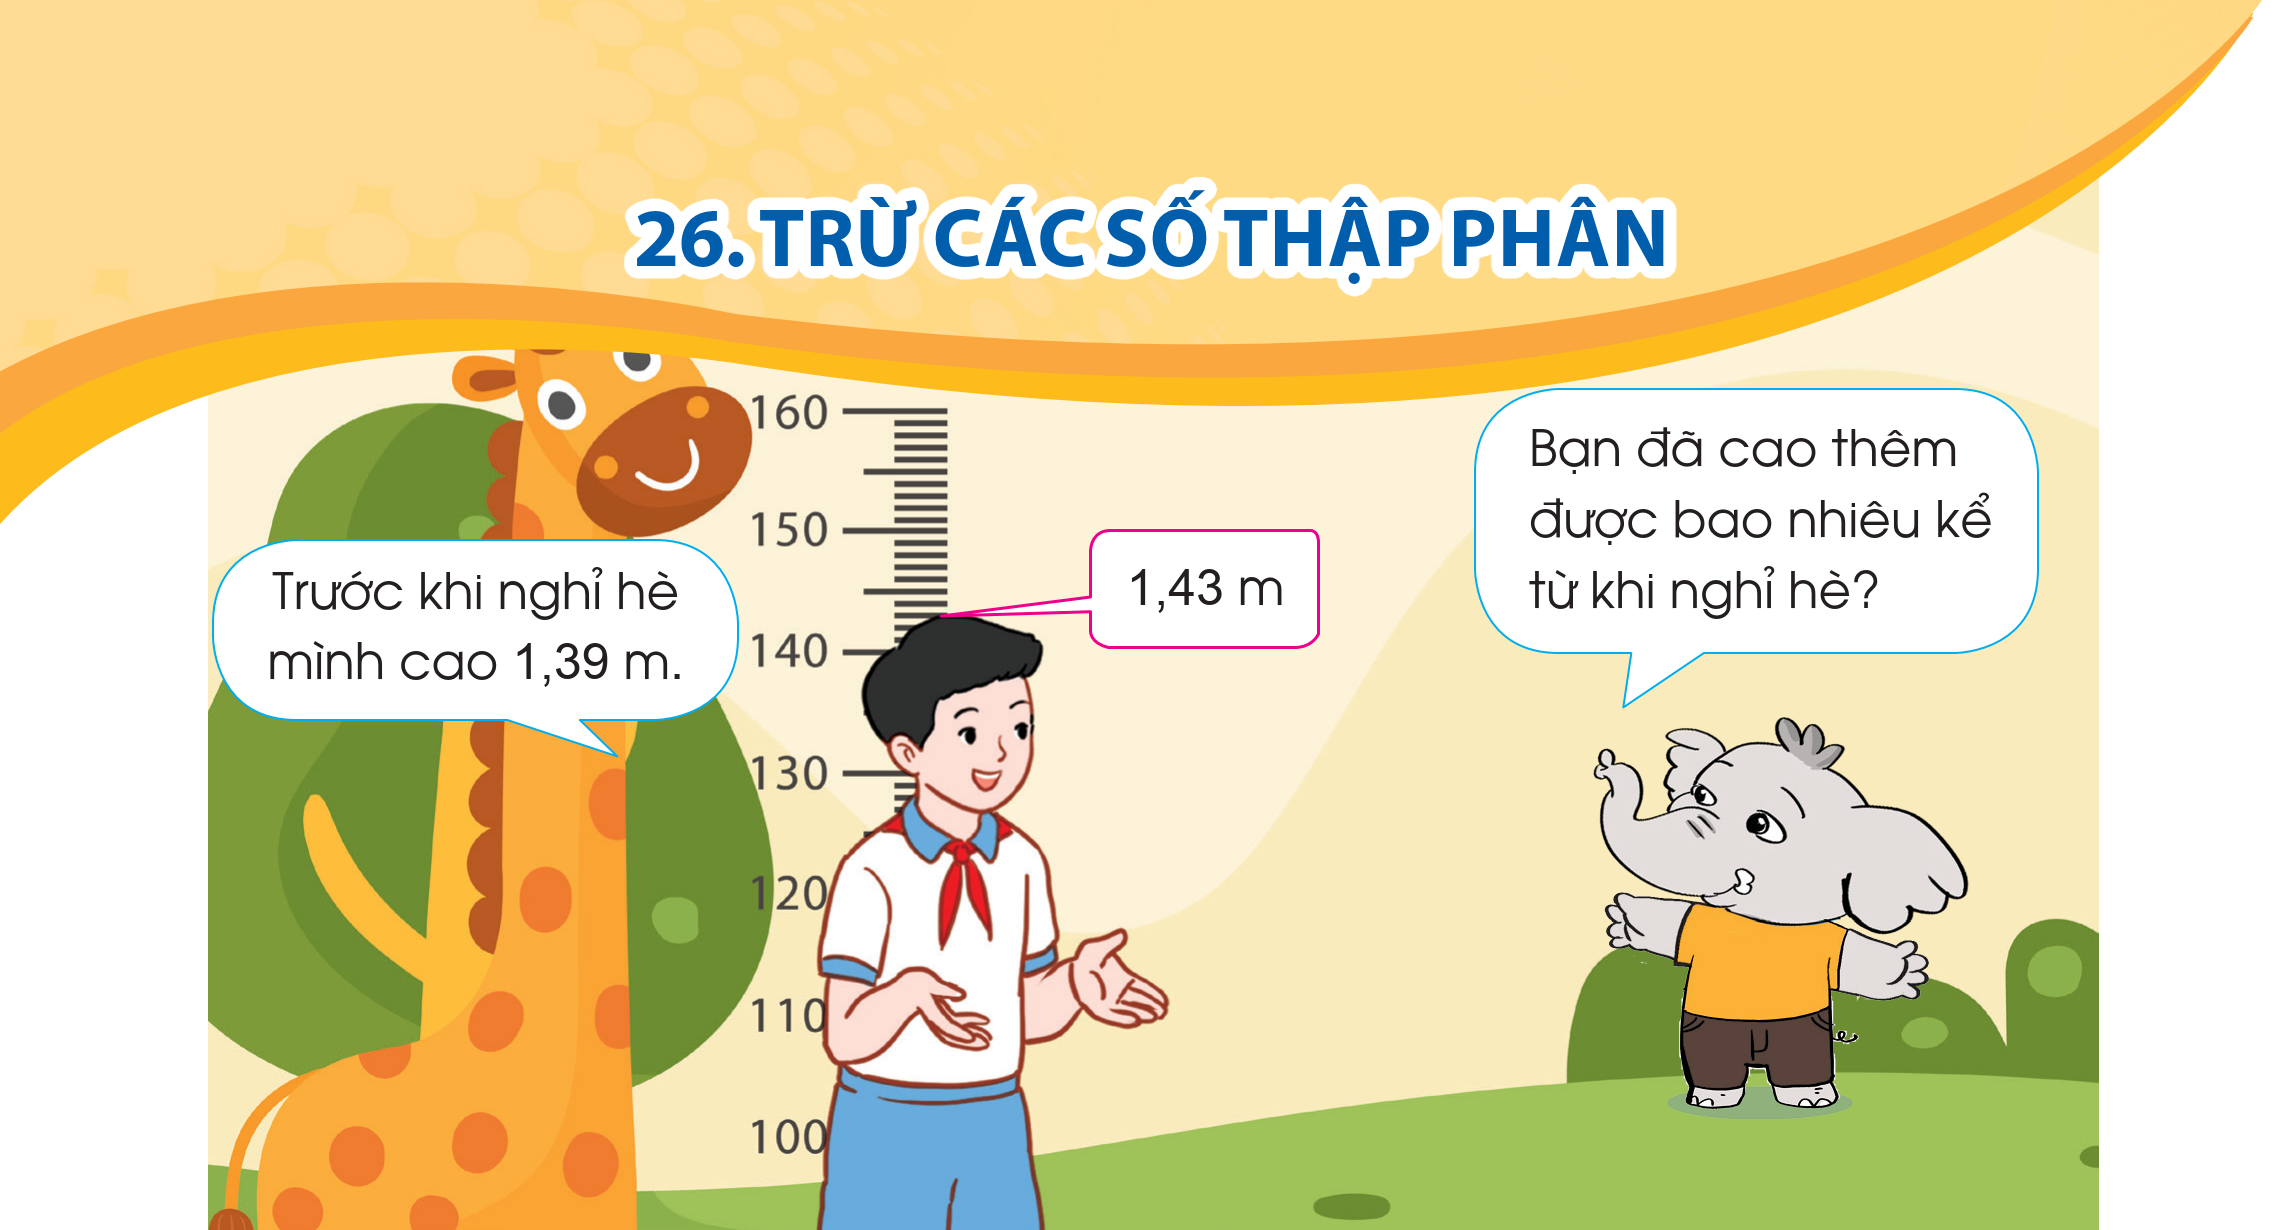 26. TRỪ CÁC SỐ THẬP PHÂN
Trước khi nghỉ hè
mình cao 1,39 m.
160
150
140
130
120
110
100
1,43 m
Bạn đã cao thêm
được bao nhiêu kể
từ khi nghỉ hè?